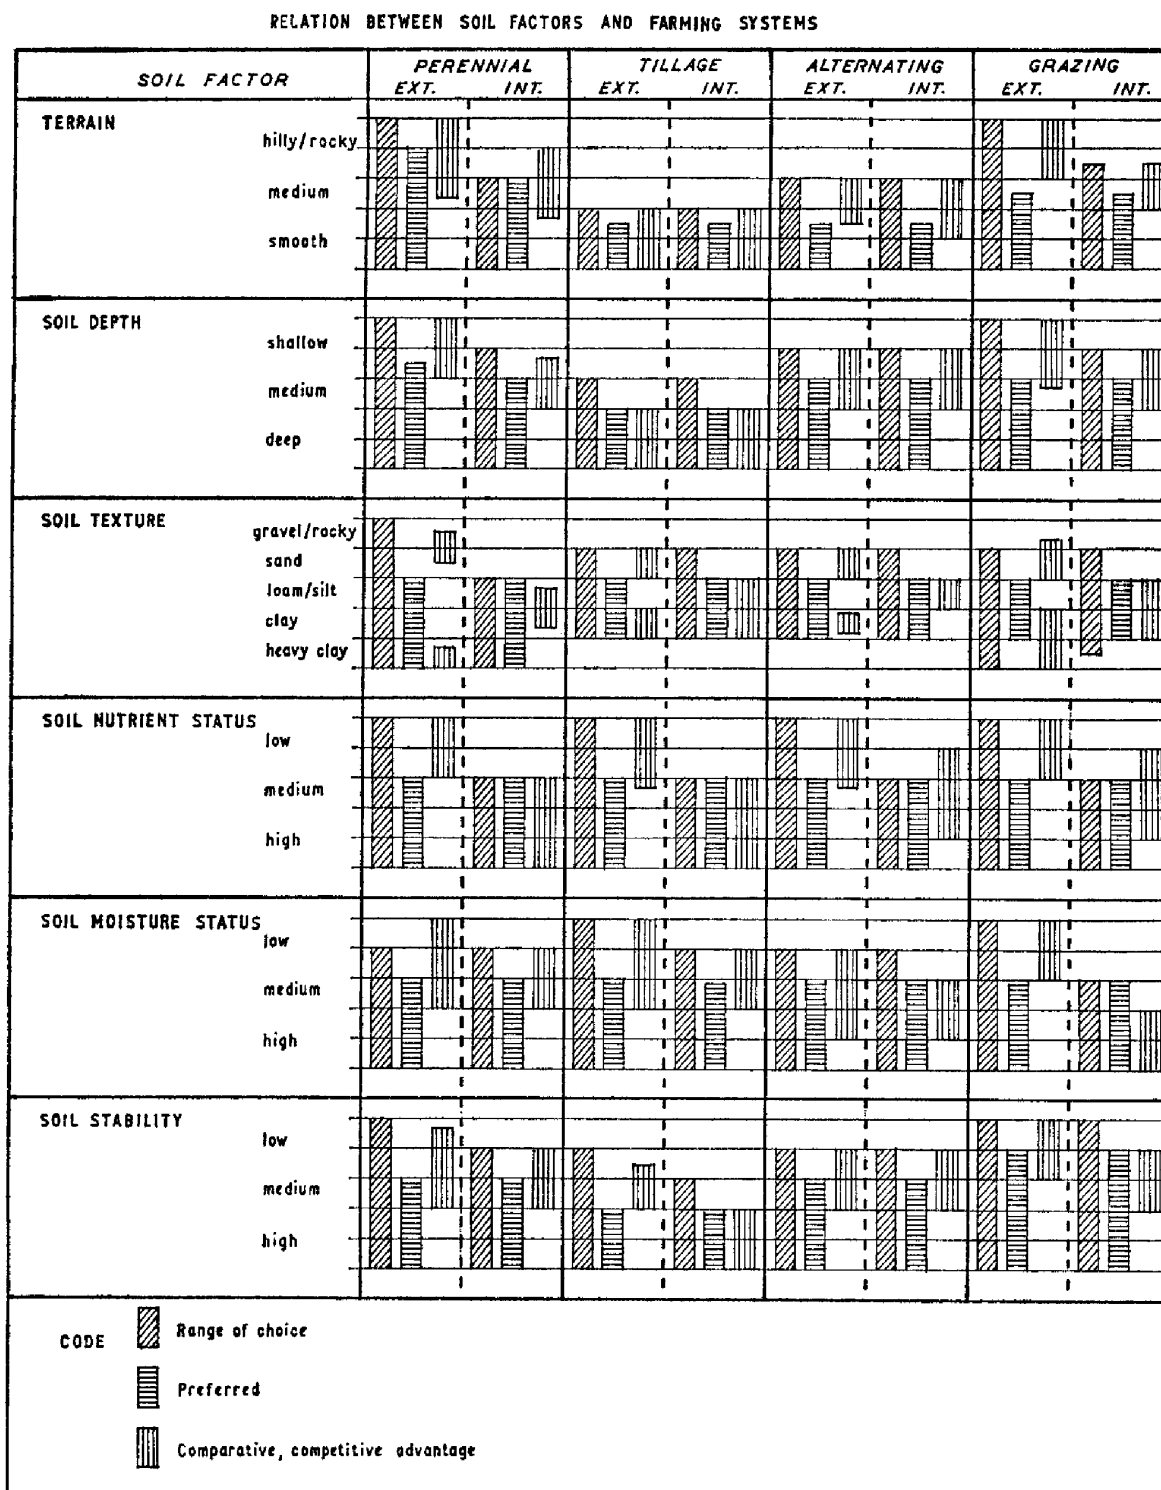 RELATION BETWEEN SOIL FACTORS AND FARMING SYSTEMS
SOIL FACTOR PERENNIAL TILLAGE ALTERNATING GRAZING
EXT. INT. EXT. INT. EXT. INT. EXT. INT.
TERRAIN
hilly/rocky
medium
smooth
SOIL DEPTH
shallow
medium
deep
SOIL TEXTURE
gravel/rocky
sand
loam/silt
clay
heavy clay
SOIL NUTRIENT STATUS
low
medium
high
SOIL MOISTURE STATUS
low
medium
high
SOIL STABILITY
low
medium
high
CODE
Range of choice
Preferred
Comparative, competitive advantage